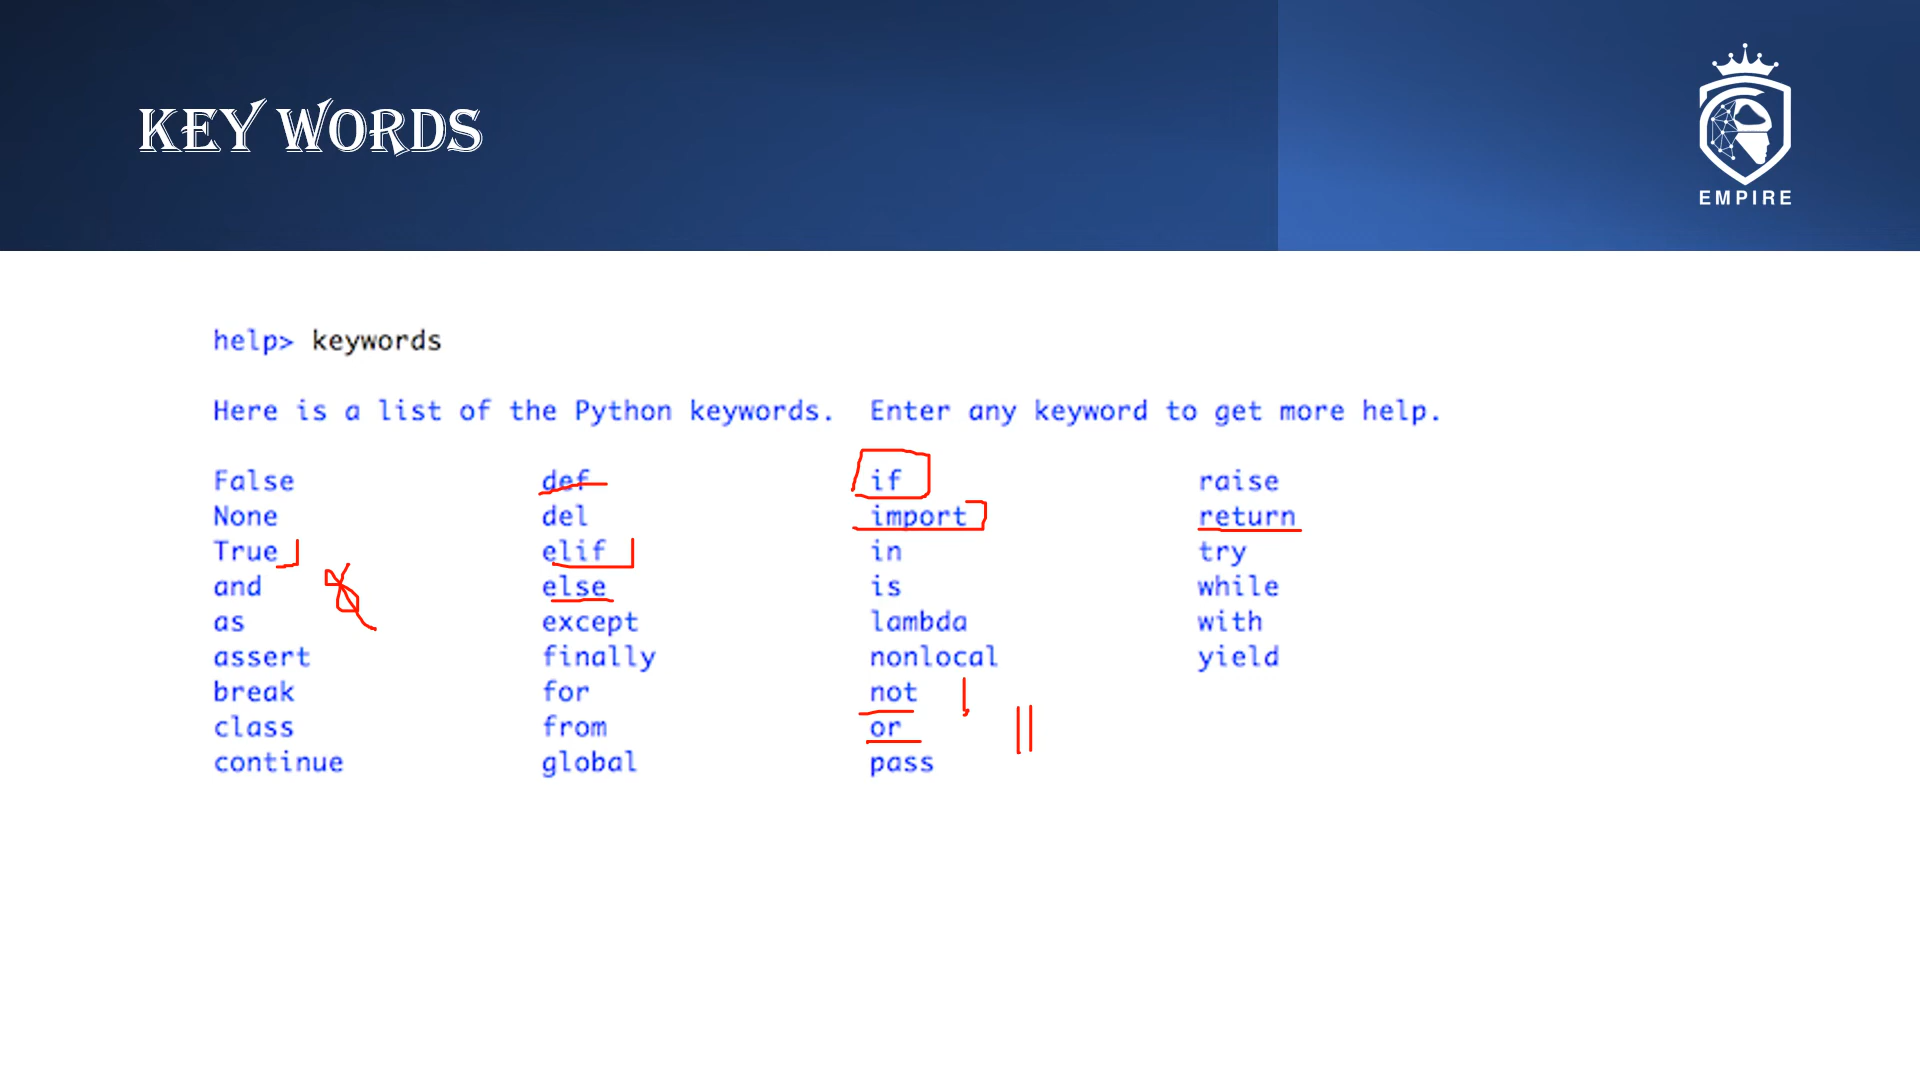 KEY WORDS
EMPIRE
help> keywords
Here is a list of the Python keywords.  Enter any keyword to get more help.
False def if raise
None del import return
True elif in try
and & else is while
as except lambda with
assert finally nonlocal yield
break for not !
class from or ||
continue global pass